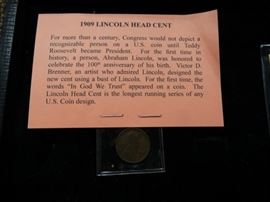 1909 LINCOLN HEAD CENT
For more than a century, Congress would not depict a
recognizable person on a U.S. coin until Teddy
Roosevelt became President. For the first time in
history, a person, Abraham Lincoln, was honored to
celebrate the 100th anniversary of his birth. Victor D.
Brenner, an artist who admired Lincoln, designed the
new cent using a bust of Lincoln. For the first time, the
words "In God We Trust" appeared on a coin. The
Lincoln Head Cent is the longest running series of any
U.S. Coin design.